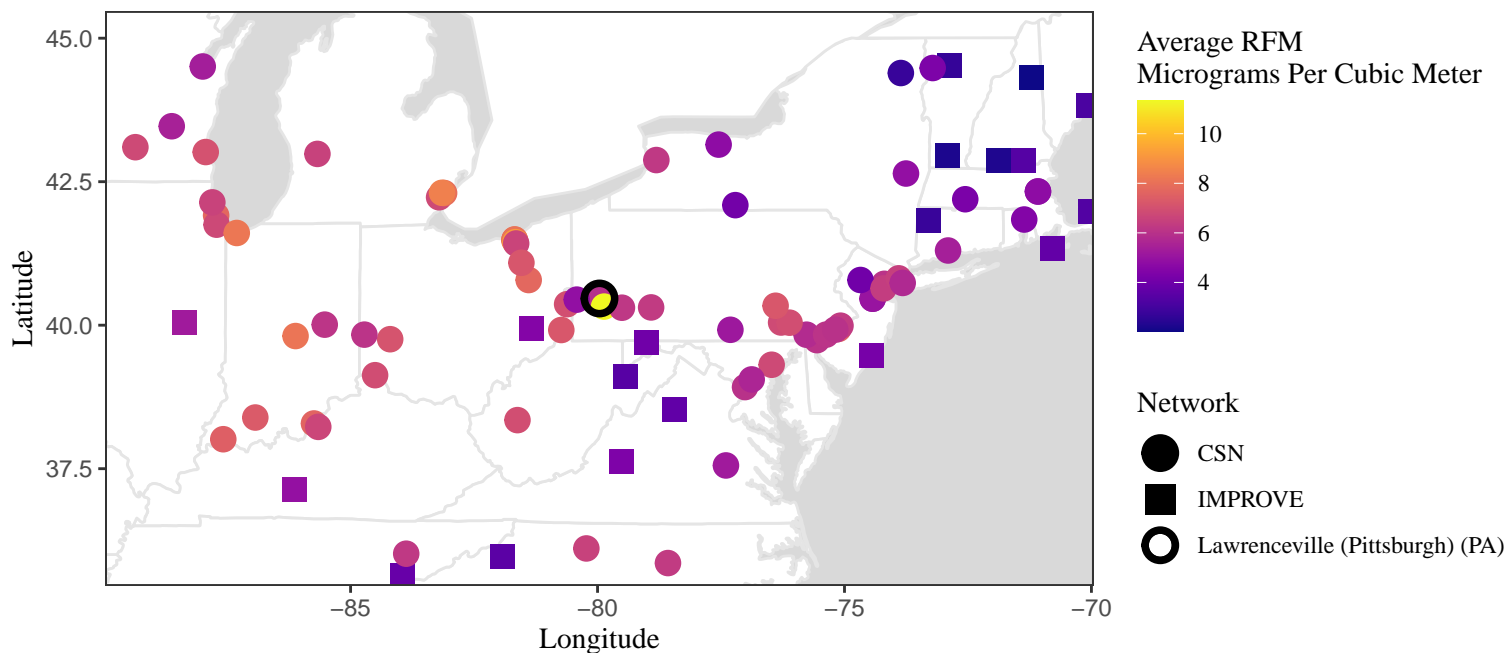 45.0
42.5
40.0
37.5
Latitude
−85
−80
−75
−70
Longitude
Average RFM
Micrograms Per Cubic Meter
10
8
6
4
Network
CSN
IMPROVE
Lawrenceville (Pittsburgh) (PA)